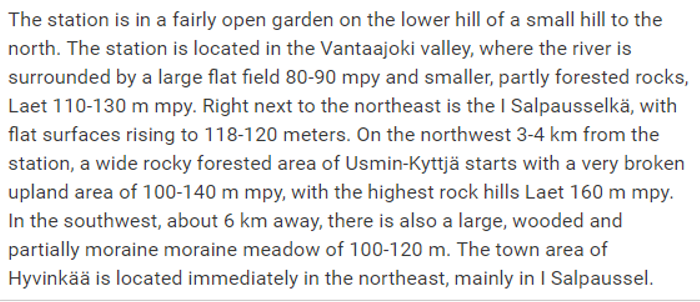 The station is in a fairly open garden on the lower hill of a small hill to the
north. The station is located in the Vantaajoki valley, where the river is
surrounded by a large flat field 80-90 mpy and smaller, partly forested rocks,
Laet 110-130 m mpy. Right next to the northeast is the I Salpausselkä, with
flat surfaces rising to 118-120 meters. On the northwest 3-4 km from the
station, a wide rocky forested area of Usmin-Kyttjä starts with a very broken
upland area of 100-140 m mpy, with the highest rock hills Laet 160 m mpy.
In the southwest, about 6 km away, there is also a large, wooded and
partially moraine moraine meadow of 100-120 m. The town area of
Hyvinkää is located immediately in the northeast, mainly in I Salpaussel.